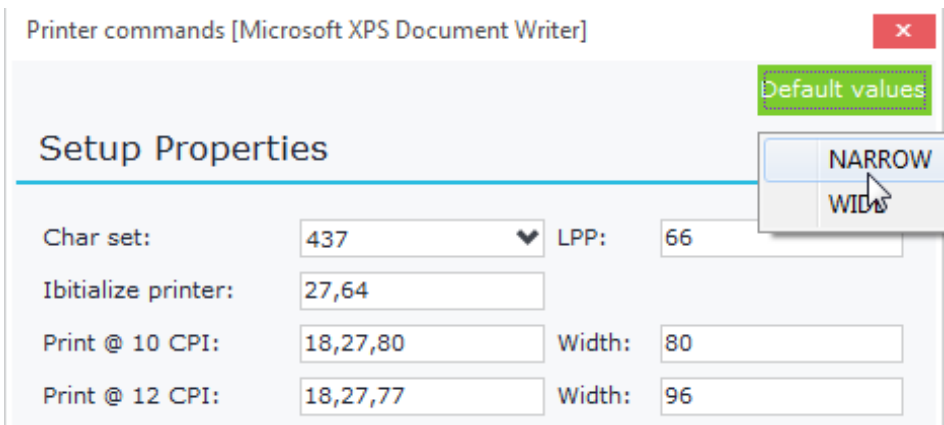 Printer commands [Microsoft XPS Document Writer]
Default values
Setup Properties
NARROW
WIDE
Char set: 437 LPP: 66
Ibitialize printer: 27,64
Print @ 10 CPI: 18,27,80 Width: 80
Print @ 12 CPI: 18,27,77 Width: 96